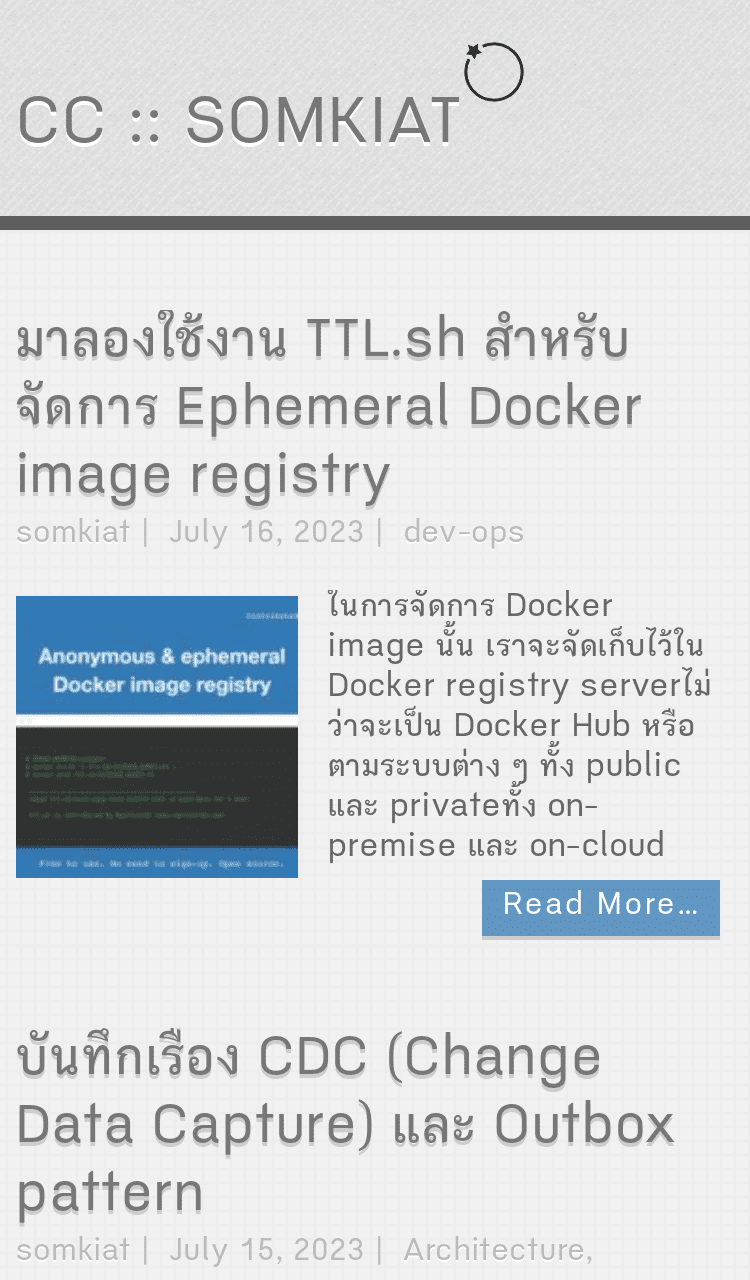 CC :: SOMKIAT
มาลองใช้งาน TTL.sh สำหรับ
จัดการ Ephemeral Docker
image registry
somkiat | July 16, 2023 | dev-ops
Anonymous & ephemeral
Docker image registry
Free to use. No need to sign-up. Open source.
ในการจัดการ Docker
image นั้น เราจะจัดเก็บไว้ใน
Docker registry serverไม่
ว่าจะเป็น Docker Hub หรือ
ตามระบบต่าง ๆ ทั้ง public
และ privateทั้ง on-
premise และ on-cloud
Read More…
บันทึกเรื่อง CDC (Change
Data Capture) และ Outbox
pattern
somkiat | July 15, 2023 | Architecture,